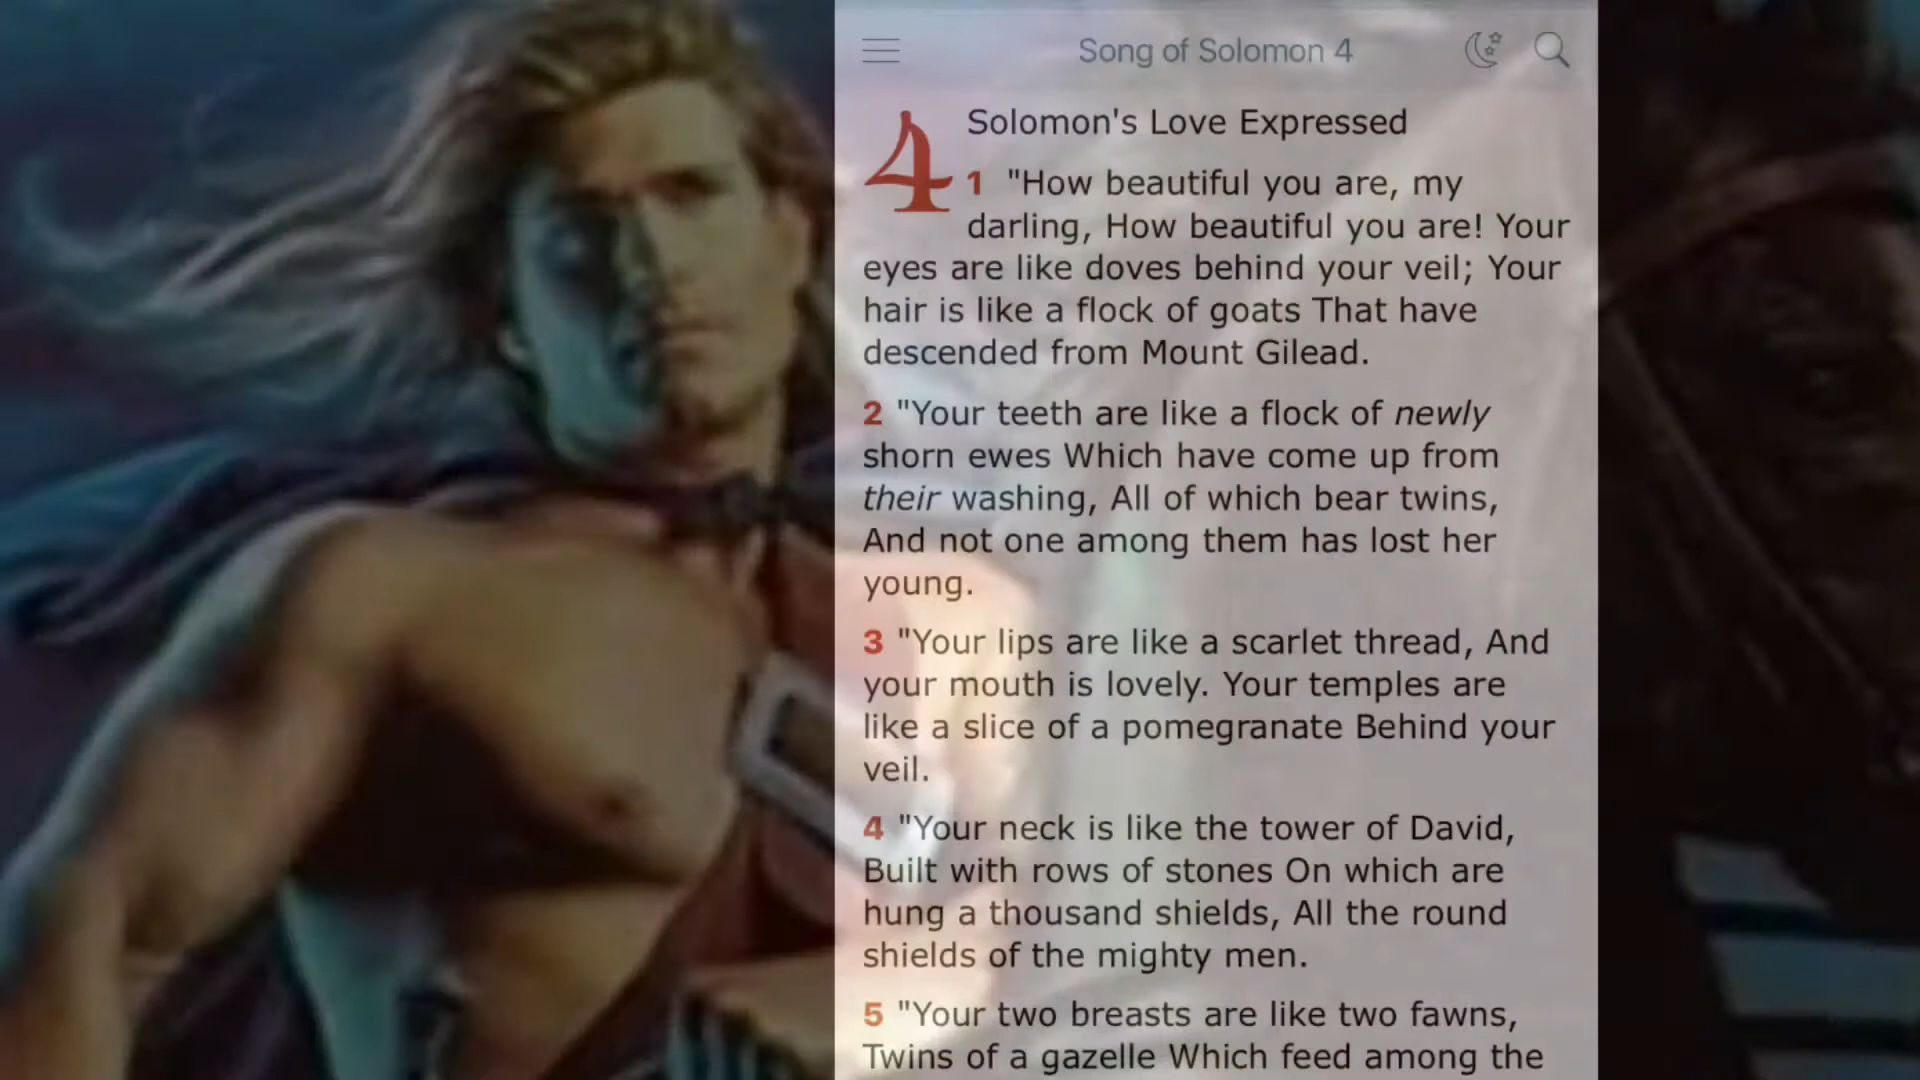 Song of Solomon 4
4
Solomon's Love Expressed
1 "How beautiful you are, my
darling, How beautiful you are! Your
eyes are like doves behind your veil; Your
hair is like a flock of goats That have
descended from Mount Gilead.
2 "Your teeth are like a flock of newly
shorn ewes Which have come up from
their washing, All of which bear twins,
And not one among them has lost her
young.
3 "Your lips are like a scarlet thread, And
your mouth is lovely. Your temples are
like a slice of a pomegranate Behind your
veil.
4 "Your neck is like the tower of David,
Built with rows of stones On which are
hung a thousand shields, All the round
shields of the mighty men.
5 "Your two breasts are like two fawns,
Twins of a gazelle Which feed among the